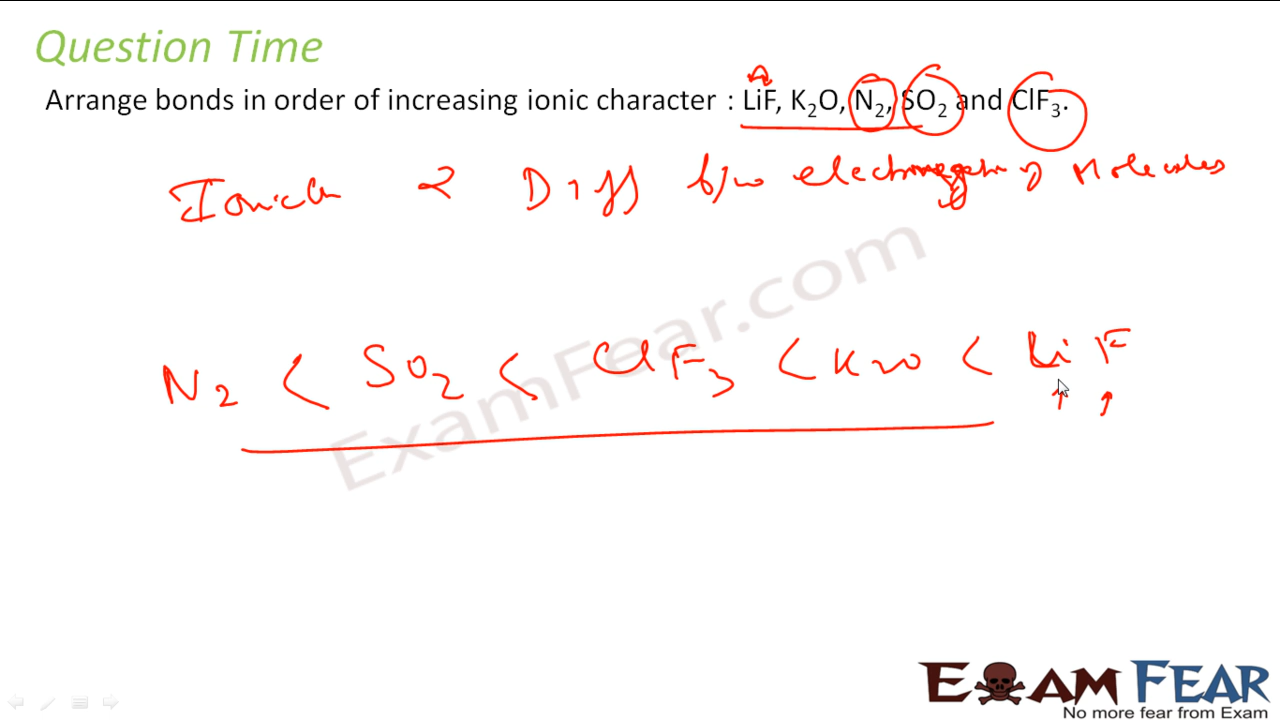 Question Time
Arrange bonds in order of increasing ionic character : LiF, K₂O, N₂, SO₂ and ClF₃.
Ionic ch α Diff b/w electronegativity Molecules
N₂ < SO₂ < ClF₃ < K₂O < LiF
ExamFear.com
EXAM FEAR
No more fear from Exam